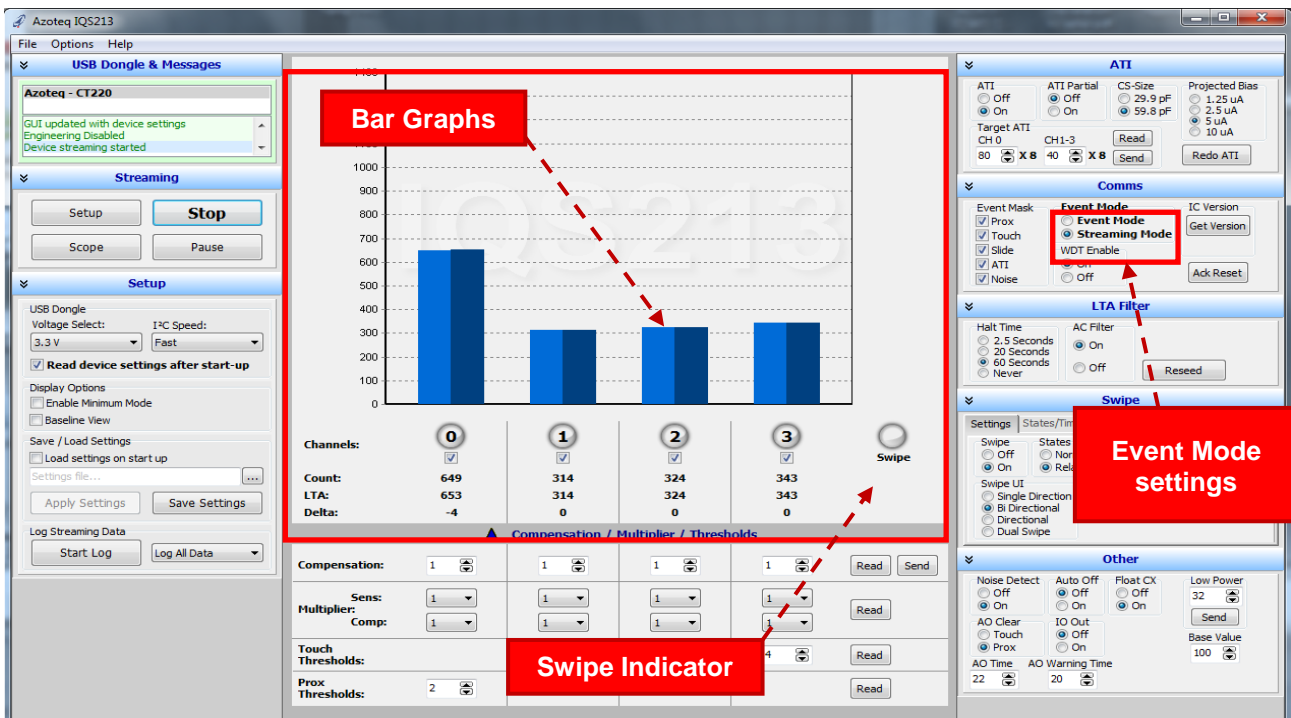 Azoteq IQS213
File Options Help
USB Dongle & Messages
Azoteq - CT220
GUI updated with device settings
Engineering Disabled
Device streaming started
Streaming
Setup Stop
Scope Pause
Setup
USB Dongle
Voltage Select: I²C Speed:
3.3 V Fast
Read device settings after start-up
Display Options
Enable Minimum Mode
Baseline View
Save / Load Settings
Load settings on start up
Settings file... ...
Apply Settings Save Settings
Log Streaming Data
Start Log Log All Data
Bar Graphs
IQS213
1000
900
800
700
600
500
400
300
200
100
0
Channels: 0 1 2 3 Swipe
Count: 649 314 324 343
LTA: 653 314 324 343
Delta: -4 0 0 0
Compensation / Multiplier / Thresholds
Compensation: 1 1 1 1 Read Send
Sens: 1 1 1 1
Multiplier: Read
Comp: 1 1 1 1
Touch
Thresholds: 4 Read
Prox
Thresholds: 2 Read
Swipe Indicator
ATI
ATI ATI Partial CS-Size Projected Bias
Off Off 29.9 pF 1.25 uA
On On 59.8 pF 2.5 uA
5 uA
10 uA
Target ATI
CH 0 CH1-3 Read
80 X 8 40 X 8 Send Redo ATI
Comms
Event Mask Event Mode IC Version
Prox Event Mode Get Version
Touch Streaming Mode
Slide WDT Enable
ATI On Ack Reset
Noise Off
LTA Filter
Halt Time AC Filter
2.5 Seconds On
20 Seconds
60 Seconds Off Reseed
Never
Swipe
Settings
Swipe States
Off
On
Swipe UI
Single Direction
Bi Directional
Directional
Dual Swipe
Event Mode
settings
Other
Noise Detect Auto Off Float CX Low Power
Off Off Off 32
On On On Send
AO Clear IO Out Base Value
Touch Off 100
Prox On
AO Time AO Warning Time
22 20